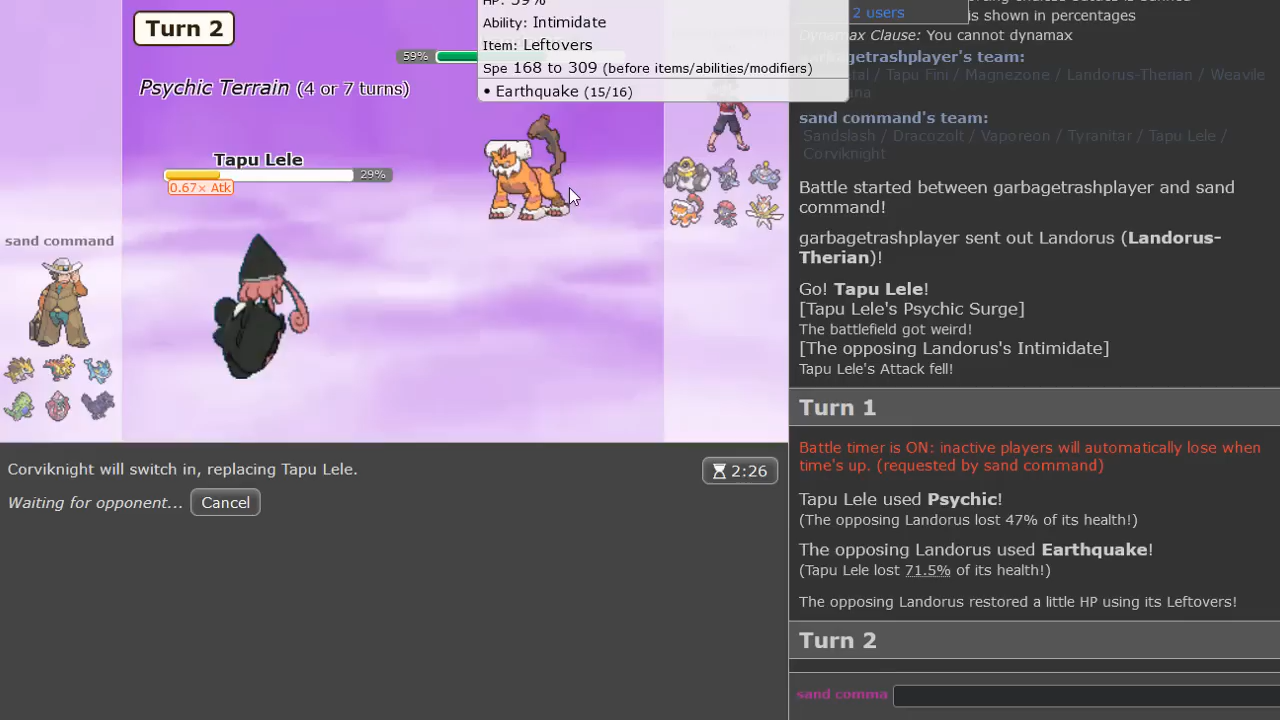 Turn 2
59%
HP: 59%
Ability: Intimidate
Item: Leftovers
Spe 168 to 309 (before items/abilities/modifiers)
• Earthquake (15/16)
Psychic Terrain (4 or 7 turns)
Tapu Lele
29%
0.67× Atk
sand command
Corviknight will switch in, replacing Tapu Lele.
2:26
Waiting for opponent... Cancel
2 users
is shown in percentages
Dynamax Clause: You cannot dynamax
garbagetrashplayer's team:
/ Tapu Fini / Magnezone / Landorus-Therian / Weavile
sand command's team:
Sandslash / Dracozolt / Vaporeon / Tyranitar / Tapu Lele /
Corviknight
Battle started between garbagetrashplayer and sand
command!
garbagetrashplayer sent out Landorus (Landorus-
Therian)!
Go! Tapu Lele!
[Tapu Lele's Psychic Surge]
The battlefield got weird!
[The opposing Landorus's Intimidate]
Tapu Lele's Attack fell!
Turn 1
Battle timer is ON: inactive players will automatically lose when
time's up. (requested by sand command)
Tapu Lele used Psychic!
(The opposing Landorus lost 47% of its health!)
The opposing Landorus used Earthquake!
(Tapu Lele lost 71.5% of its health!)
The opposing Landorus restored a little HP using its Leftovers!
Turn 2
sand comma